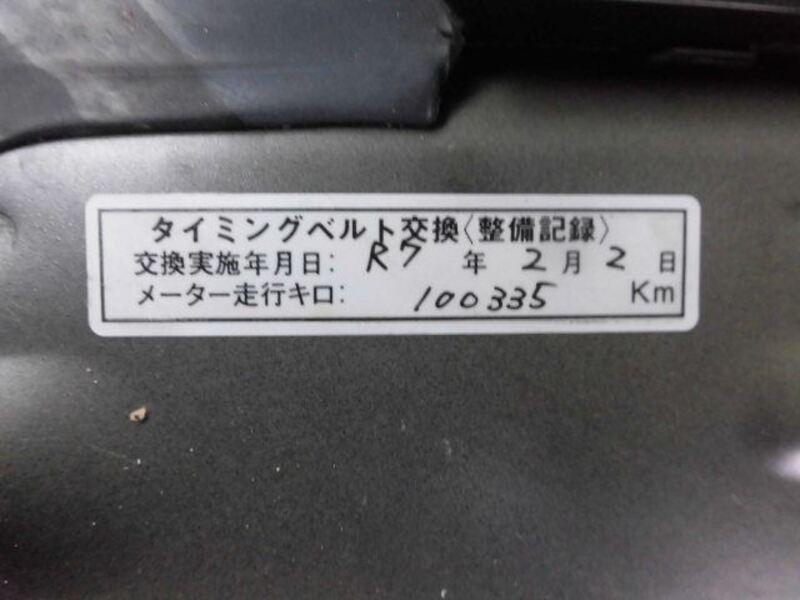 タイミングベルト交換〈整備記録〉
交換実施年月日: R7 年 2 月 2 日
メーター走行キロ: 100335 Km